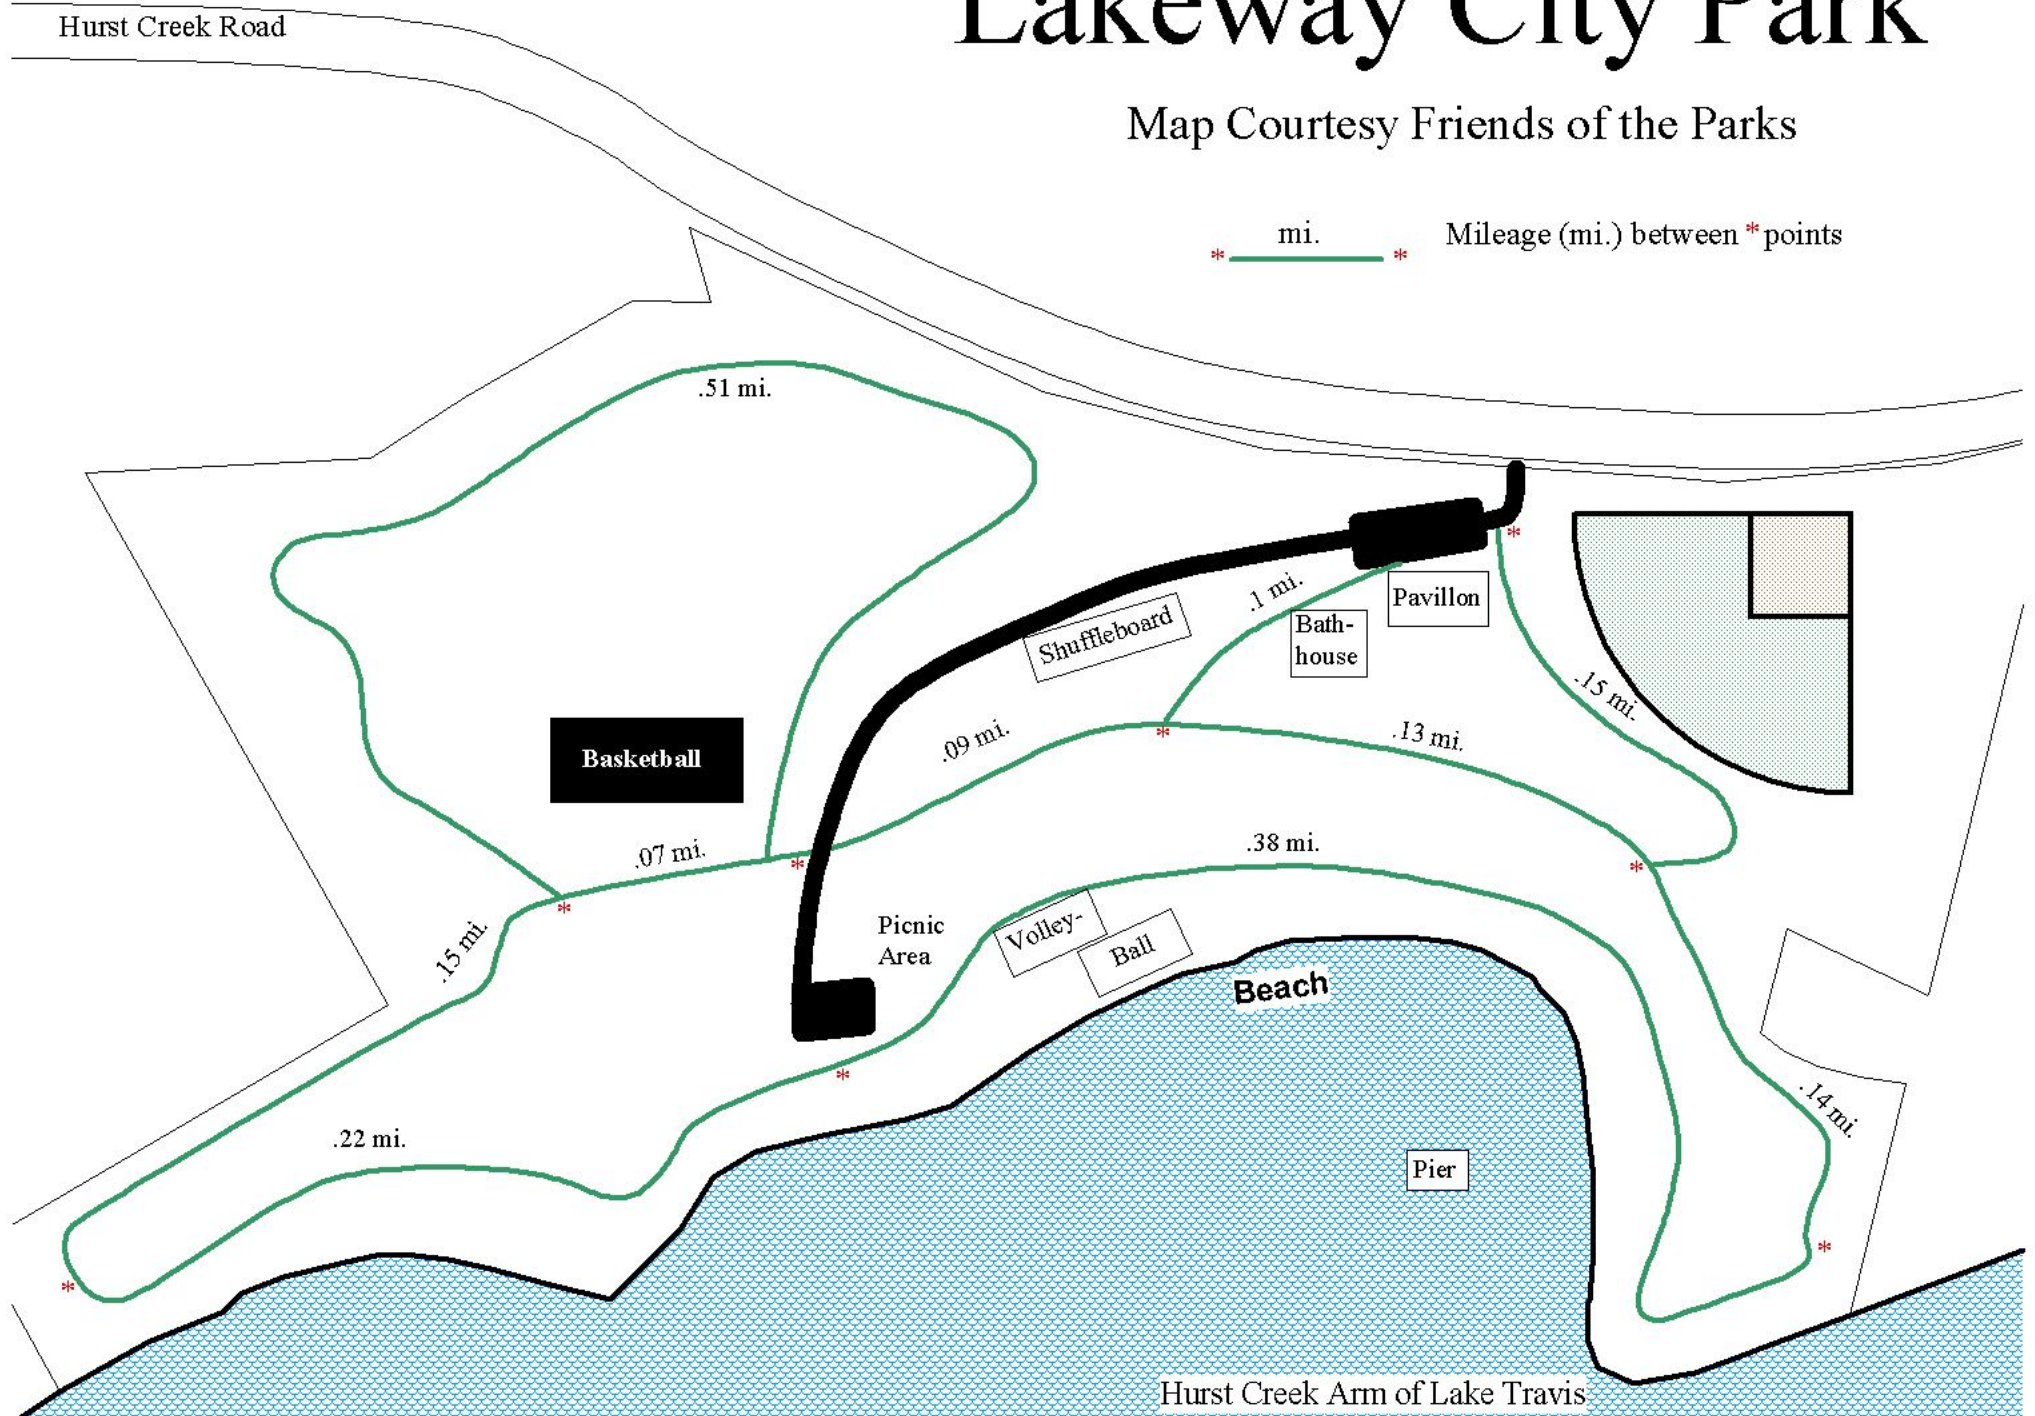 Hurst Creek Road
Lakeway City Park
Map Courtesy Friends of the Parks
mi.
* * Mileage (mi.) between * points
.51 mi.
*
.1 mi.
Pavillon
Shuffleboard
Bath-
house
.15 mi.
.09 mi.
*
.13 mi.
Basketball
.07 mi.
*
.38 mi.
*
*
.15 mi.
Picnic
Area
Volley-
Ball
Beach
*
.14 mi.
.22 mi.
Pier
*
*
Hurst Creek Arm of Lake Travis